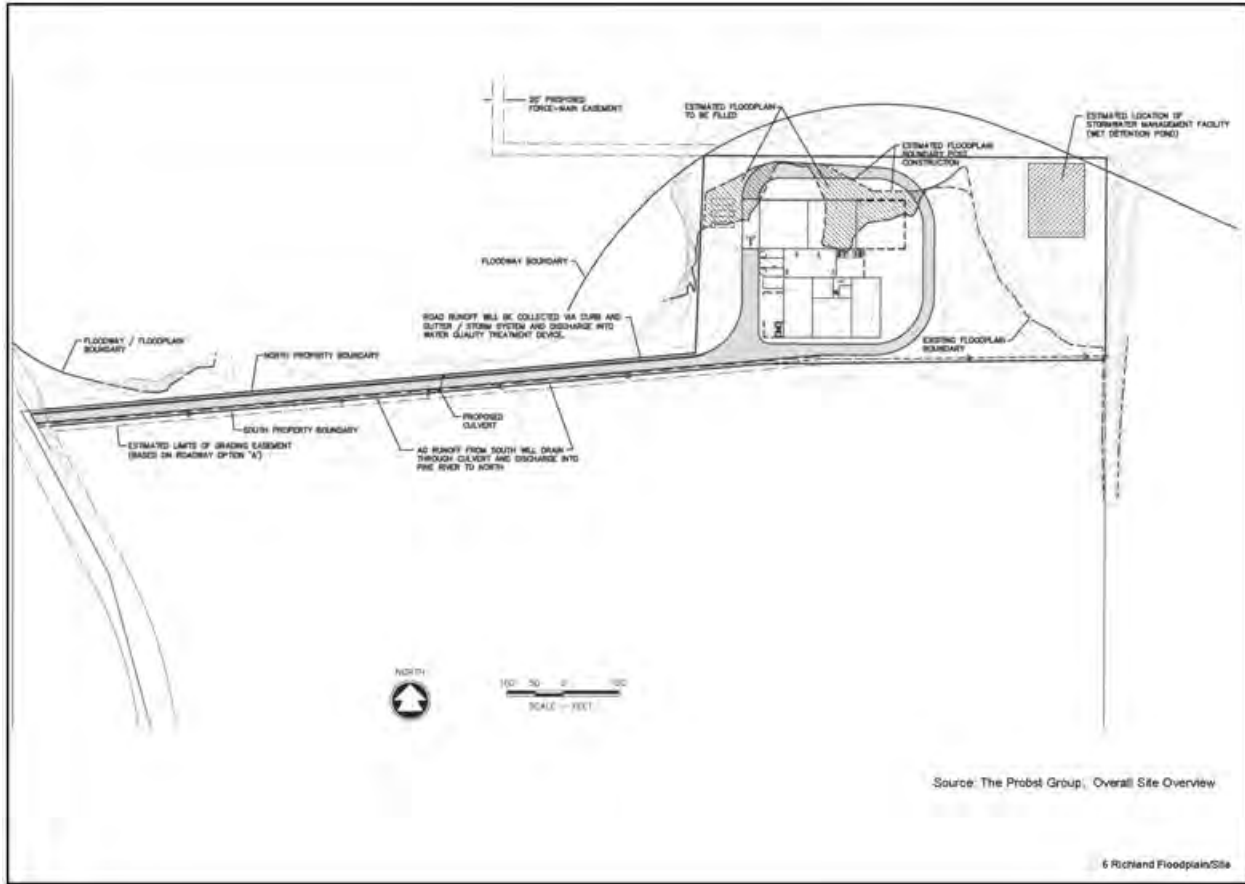 20' PROPOSED
FORCE-MAIN EASEMENT
ESTIMATED FLOODPLAIN
TO BE FILLED
ESTIMATED LOCATION OF
STORMWATER MANAGEMENT FACILITY
(WET DETENTION POND)
ESTIMATED FLOODPLAIN
BOUNDARY POST
CONSTRUCTION
FLOODWAY BOUNDARY
ROAD RUNOFF WILL BE COLLECTED VIA CURB AND
GUTTER / STORM SYSTEM AND DISCHARGE INTO
WATER QUALITY TREATMENT DEVICE.
FLOODWAY / FLOODPLAIN
BOUNDARY
NORTH PROPERTY BOUNDARY
EXISTING FLOODPLAIN
BOUNDARY
PROPOSED
CULVERT
SOUTH PROPERTY BOUNDARY
ESTIMATED LIMITS OF GRADING EASEMENT
(BASED ON ROADWAY OPTION "A")
AG RUNOFF FROM SOUTH WILL DRAIN
THROUGH CULVERT AND DISCHARGE INTO
PINE RIVER TO NORTH
NORTH
100 50 0 100
SCALE - FEET
Source: The Probst Group, Overall Site Overview
6 Richland Floodplain/Site